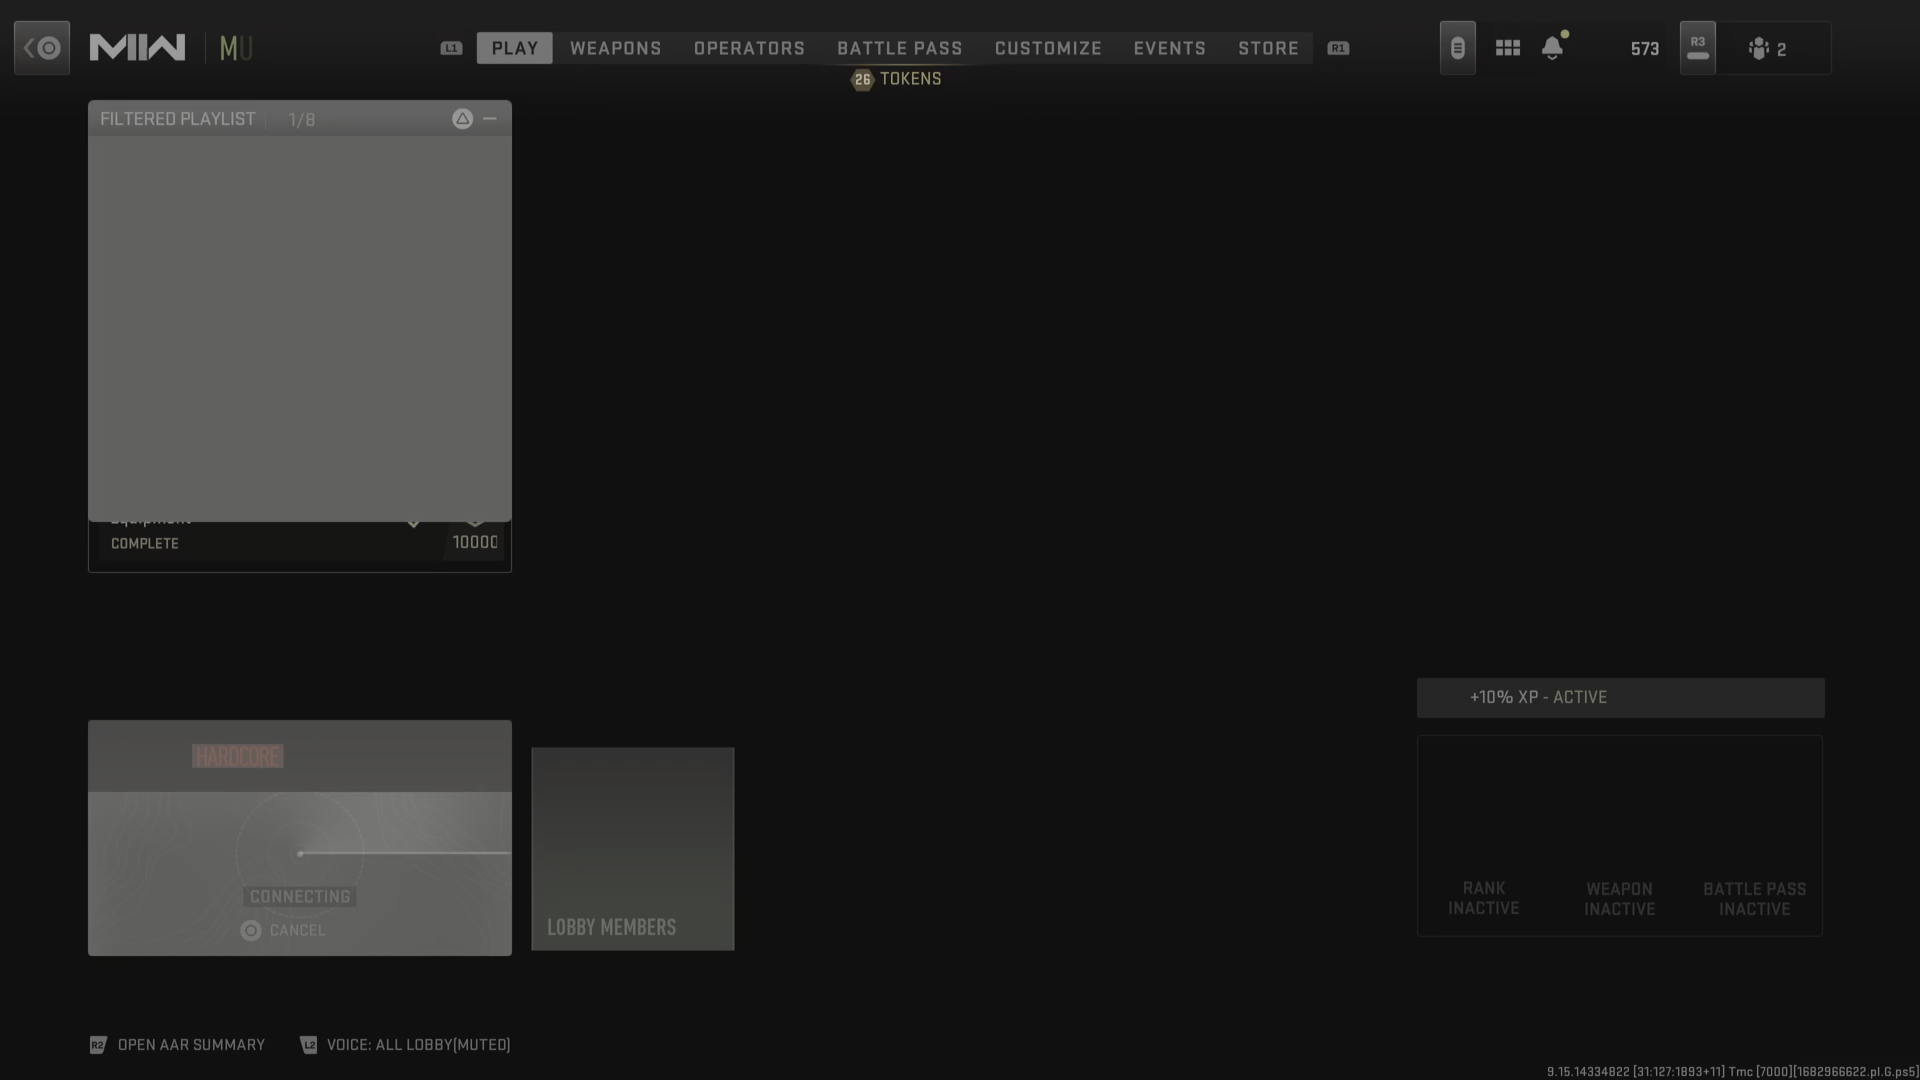 MW MU
L1 PLAY WEAPONS OPERATORS BATTLE PASS CUSTOMIZE EVENTS STORE R1
573 R3 2
26 TOKENS
FILTERED PLAYLIST 1/8
Equipment
COMPLETE 10000
+10% XP - ACTIVE
HARDCORE
CONNECTING
CANCEL
LOBBY MEMBERS
RANK
INACTIVE
WEAPON
INACTIVE
BATTLE PASS
INACTIVE
R2 OPEN AAR SUMMARY L2 VOICE: ALL LOBBY(MUTED)
9.15.14334822 [31:127:1893+11] Tmc [7000][1682966622.pl.G.ps5]